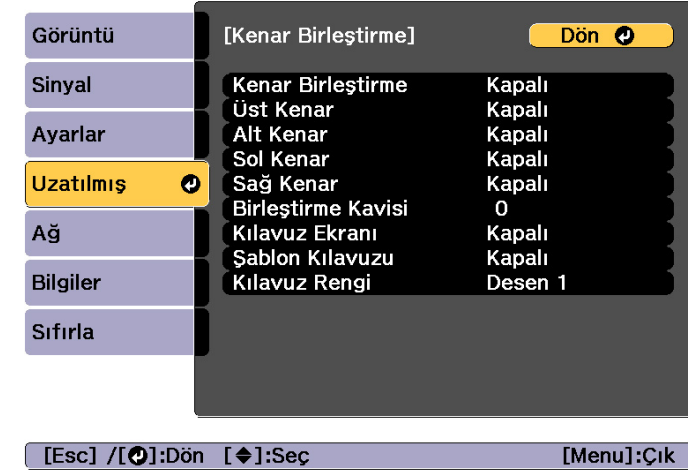 Görüntü
Sinyal
Ayarlar
Uzatılmış
Ağ
Bilgiler
Sıfırla
[Kenar Birleştirme] Dön
Kenar Birleştirme Kapalı
Üst Kenar Kapalı
Alt Kenar Kapalı
Sol Kenar Kapalı
Sağ Kenar Kapalı
Birleştirme Kavisi 0
Kılavuz Ekranı Kapalı
Şablon Kılavuzu Kapalı
Kılavuz Rengi Desen 1
[Esc] /[⏎]:Dön [◆]:Seç [Menu]:Çık